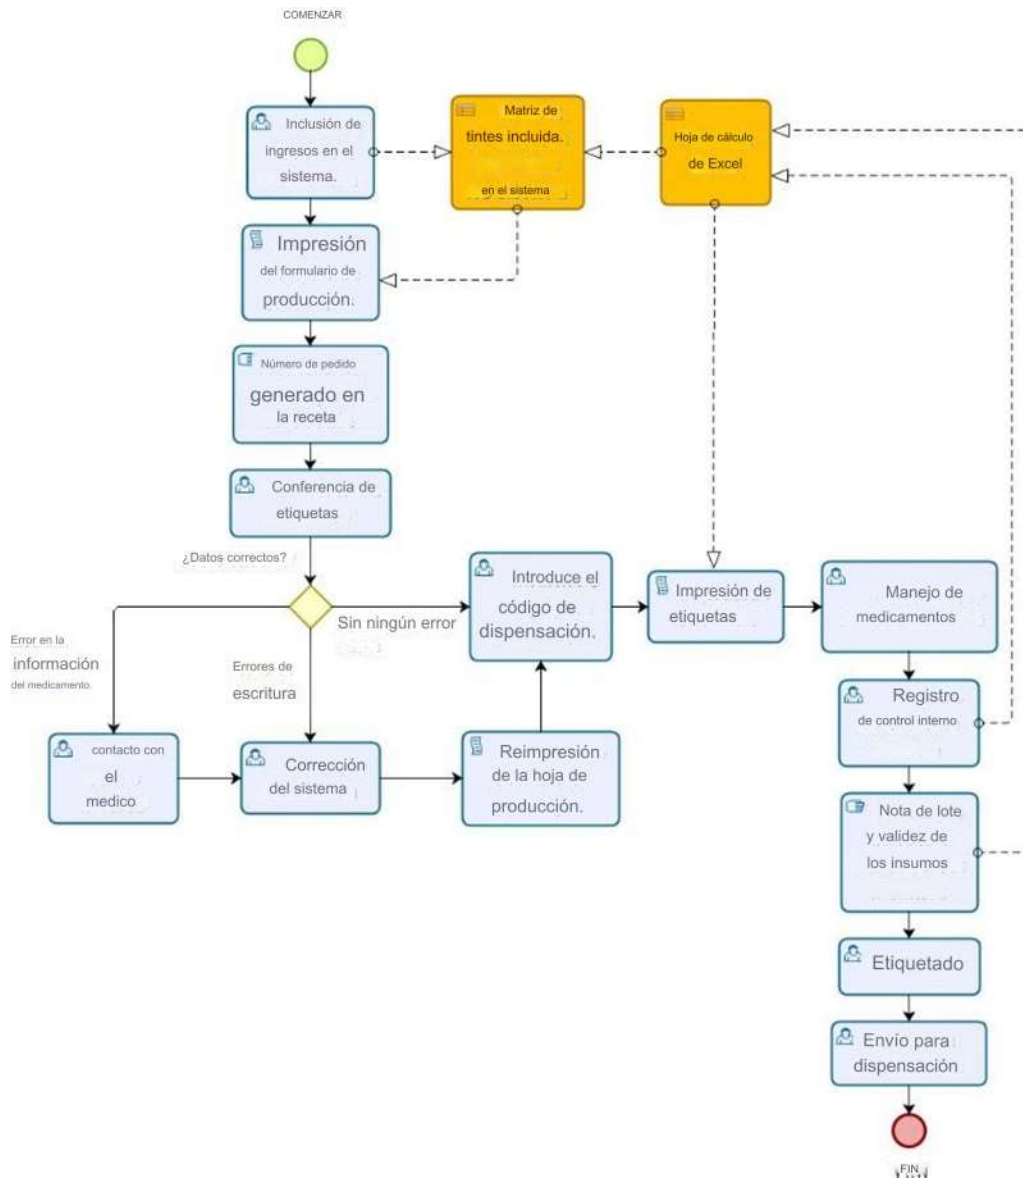 COMENZAR
Inclusión de
ingresos en el
sistema.
Matriz de
tintes incluida.
en el sistema
Hoja de cálculo
de Excel
Impresión
del formulario de
producción.
Número de pedido
generado en
la receta
Conferencia de
etiquetas
¿Datos correctos?
Sin ningún error
Error en la
información
del medicamento.
Errores de
escritura
Introduce el
código de
dispensación.
Impresión de
etiquetas
Manejo de
medicamentos
contacto con
el
medico
Corrección
del sistema
Reimpresión
de la hoja de
producción.
Registro
de control interno
Nota de lote
y validez de
los insumos
Etiquetado
Envío para
dispensación
FIN